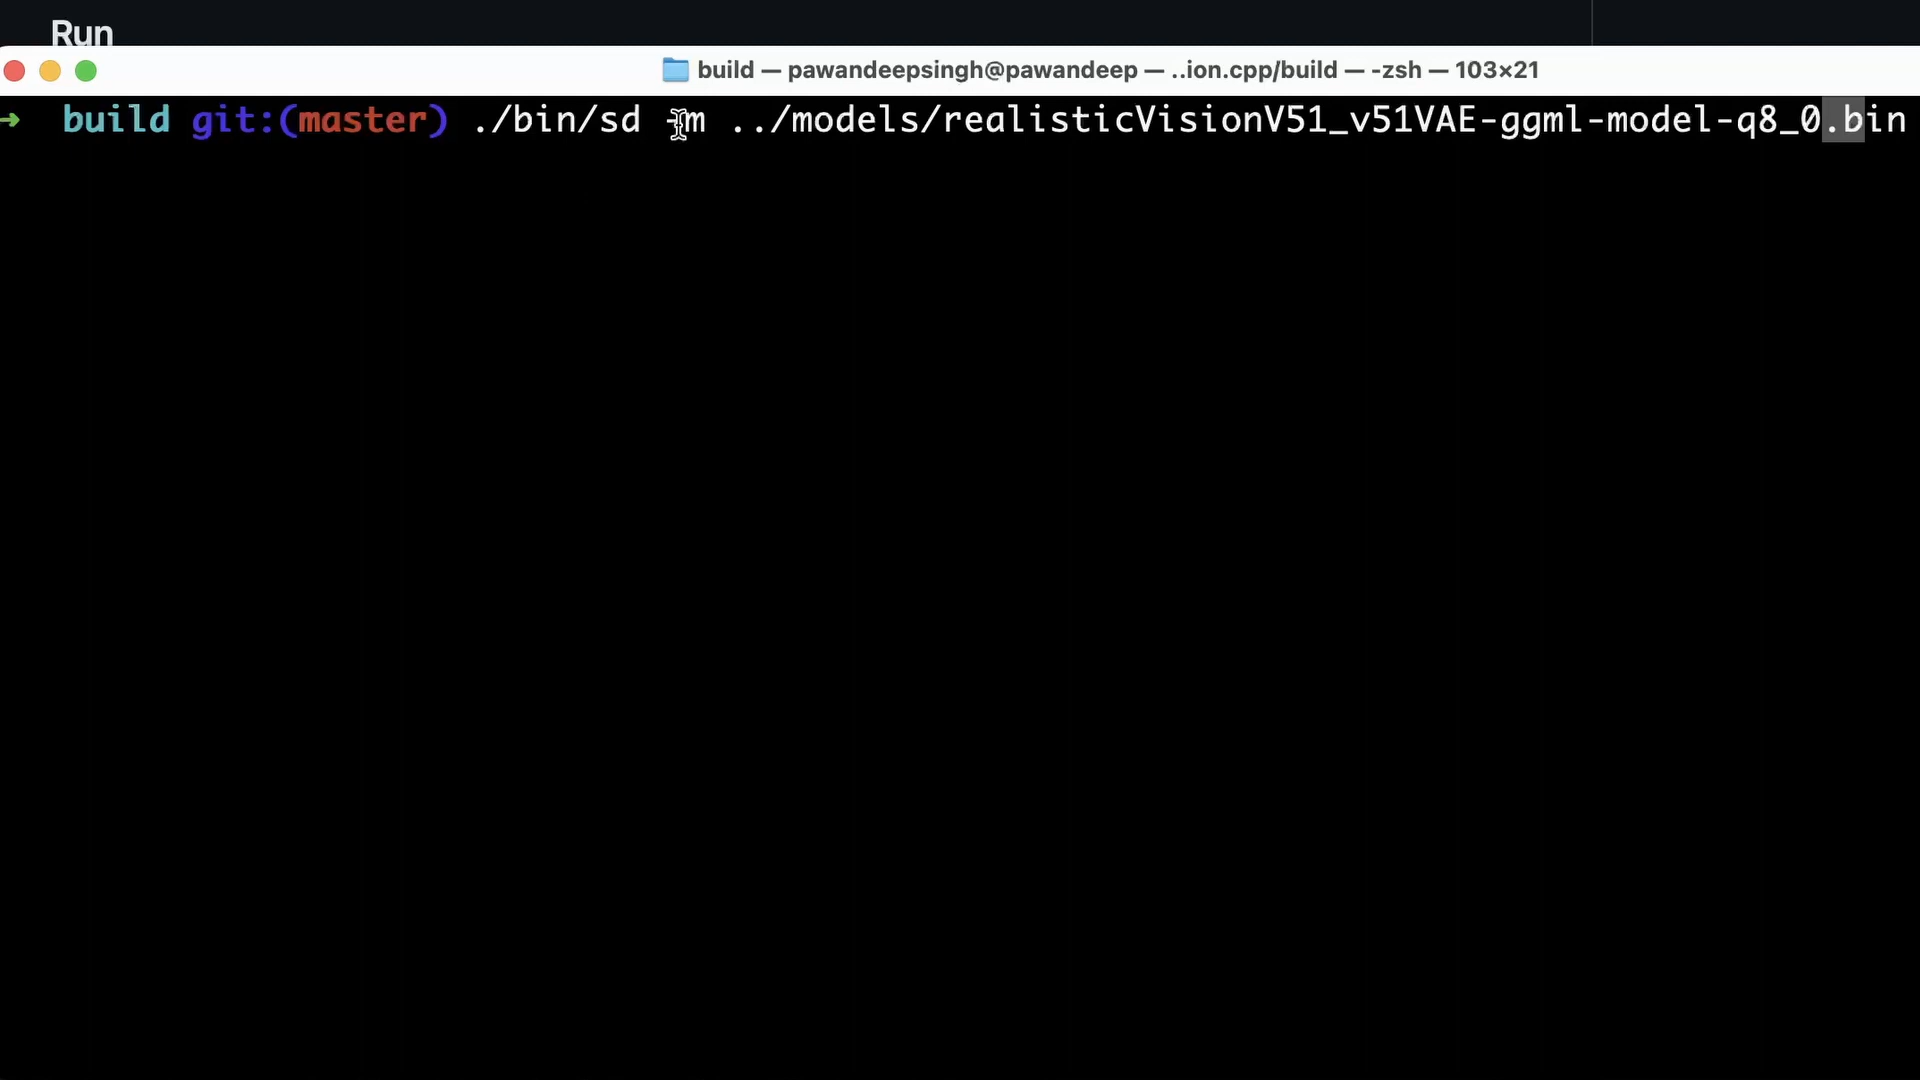 Run
build — pawandeepsingh@pawandeep — ..ion.cpp/build — -zsh — 103×21
➜ build git:(master) ./bin/sd -m ../models/realisticVisionV51_v51VAE-ggml-model-q8_0.bin